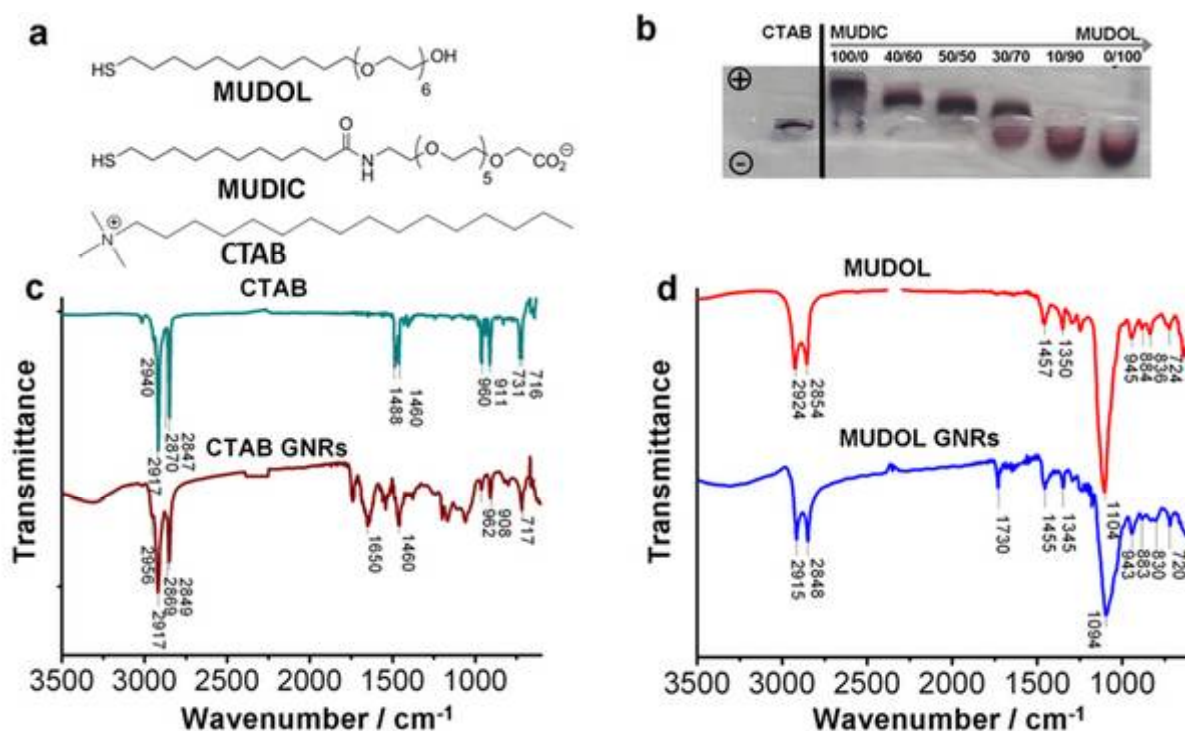 a
HS
O
OH
6
MUDOL
HS
O
N
H
O
O
5
CO2⊖
MUDIC
N⊕
CTAB
b
CTAB
MUDIC
MUDOL
100/0 40/60 50/50 30/70 10/90 0/100
⊕
⊖
c
CTAB
2940
2917
2870
2847
1488
1460
960
911
731
716
CTAB GNRs
2956
2917
2869
2849
1650
1460
962
908
717
Transmittance
3500 3000 2500 2000 1500 1000
Wavenumber / cm-1
d
MUDOL
2924
2854
1457
1350
1104
945
884
836
724
MUDOL GNRs
2915
2848
1730
1455
1345
1094
943
883
830
720
Transmittance
3500 3000 2500 2000 1500 1000
Wavenumber / cm-1